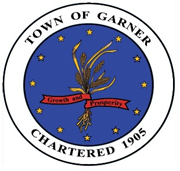 TOWN OF GARNER
Growth and Prosperity
CHARTERED 1905